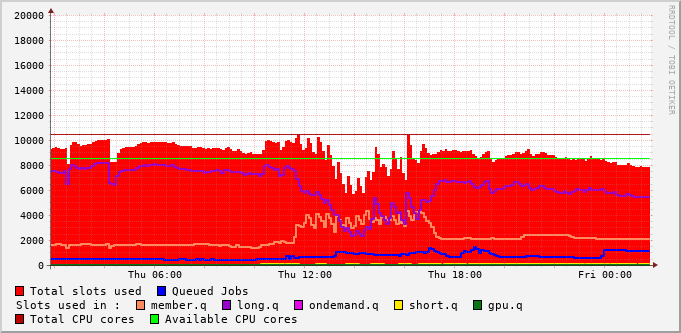 20000
18000
16000
14000
12000
10000
8000
6000
4000
2000
0
Thu 06:00 Thu 12:00 Thu 18:00 Fri 00:00
RRDTOOL / TOBI OETIKER
Total slots used Queued Jobs
Slots used in : member.q long.q ondemand.q short.q gpu.q
Total CPU cores Available CPU cores